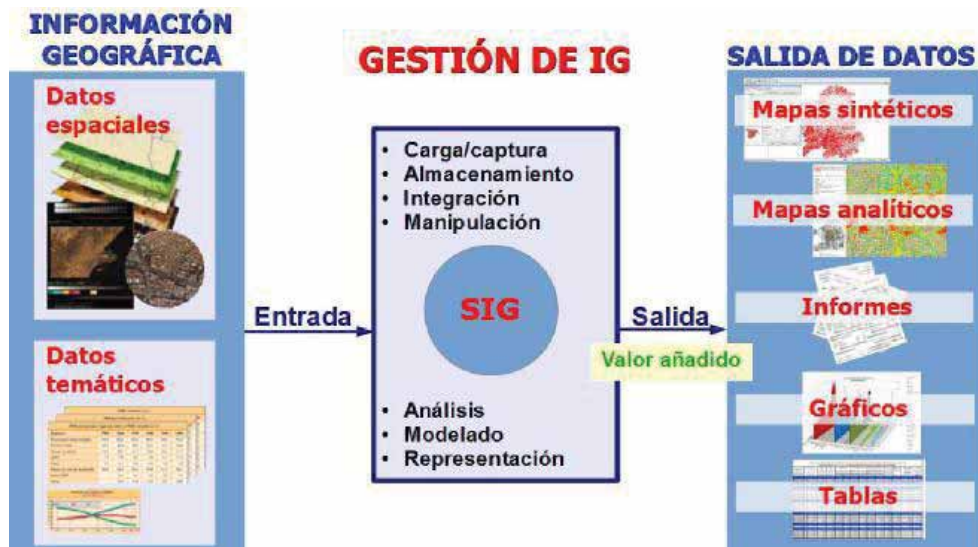 INFORMACIÓN
GEOGRÁFICA
Datos
espaciales
Datos
temáticos
Entrada
GESTIÓN DE IG
• Carga/captura
• Almacenamiento
• Integración
• Manipulación
SIG
• Análisis
• Modelado
• Representación
Salida
Valor añadido
SALIDA DE DATOS
Mapas sintéticos
Mapas analíticos
Informes
Gráficos
Tablas